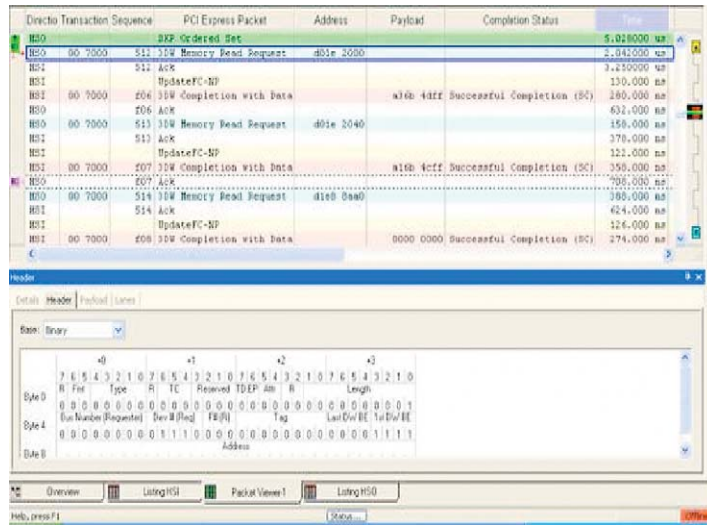 Directio Transaction Sequence PCI Express Packet Address Payload Completion Status Time
HSO SKP Ordered Set 5.028000 us
HSO 00 7000 512 3DW Memory Read Request d01e 2000 2.042000 us
HSI 512 Ack 3.250000 us
HSI UpdateFC-NP 130.000 ns
HSI 00 7000 f06 3DW Completion with Data a36b 4dff Successful Completion (SC) 280.000 ns
HSO f06 Ack 632.000 ns
HSO 00 7000 513 3DW Memory Read Request d01e 2040 158.000 ns
HSI 513 Ack 378.000 ns
HSI UpdateFC-NP 122.000 ns
HSI 00 7000 f07 3DW Completion with Data a16b 4cff Successful Completion (SC) 358.000 ns
HSO f07 Ack 708.000 ns
HSO 00 7000 514 3DW Memory Read Request d1e8 8aa0 388.000 ns
HSI 514 Ack 624.000 ns
HSI UpdateFC-NP 126.000 ns
HSI 00 7000 f08 3DW Completion with Data 0000 0000 Successful Completion (SC) 274.000 ns
Header
Details Header Payload Lanes
Base: Binary
+0 +1 +2 +3
7 6 5 4 3 2 1 0 7 6 5 4 3 2 1 0 7 6 5 4 3 2 1 0 7 6 5 4 3 2 1 0
R Fmt Type R TC Reserved TD EP Attr R Length
Byte 0 0 0 0 0 0 0 0 0 0 0 0 0 0 0 0 0 0 0 0 0 0 0 0 0 0 0 0 0 0 0 0 1
Bus Number (Requester) Dev # (Req) F# (R) Tag Last DW BE 1st DW BE
Byte 4 0 0 0 0 0 0 0 0 0 1 1 1 0 0 0 0 0 0 0 0 0 0 0 0 0 0 0 0 1 1 1 1
Address
Byte 8
Overview Listing HSI Packet Viewer-1 Listing HSO
Help, press F1 Status... Offline